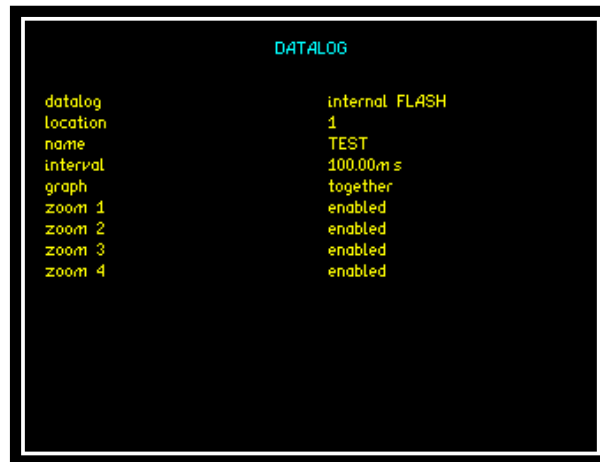 DATALOG
datalog internal FLASH
location 1
name TEST
interval 100.00ms
graph together
zoom 1 enabled
zoom 2 enabled
zoom 3 enabled
zoom 4 enabled